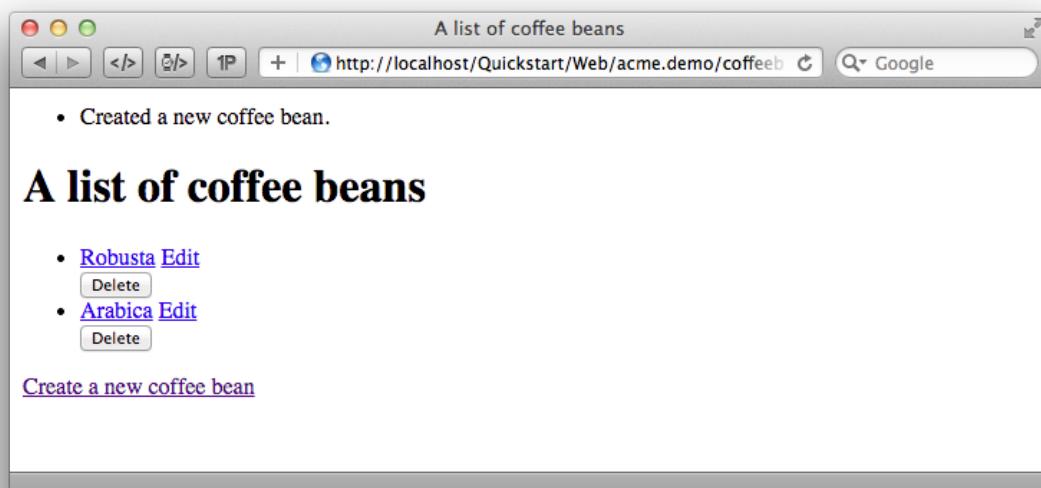 A list of coffee beans
</> /> 1P + http://localhost/Quickstart/Web/acme.demo/coffeeb Google
Created a new coffee bean.
A list of coffee beans
Robusta Edit
Delete
Arabica Edit
Delete
Create a new coffee bean